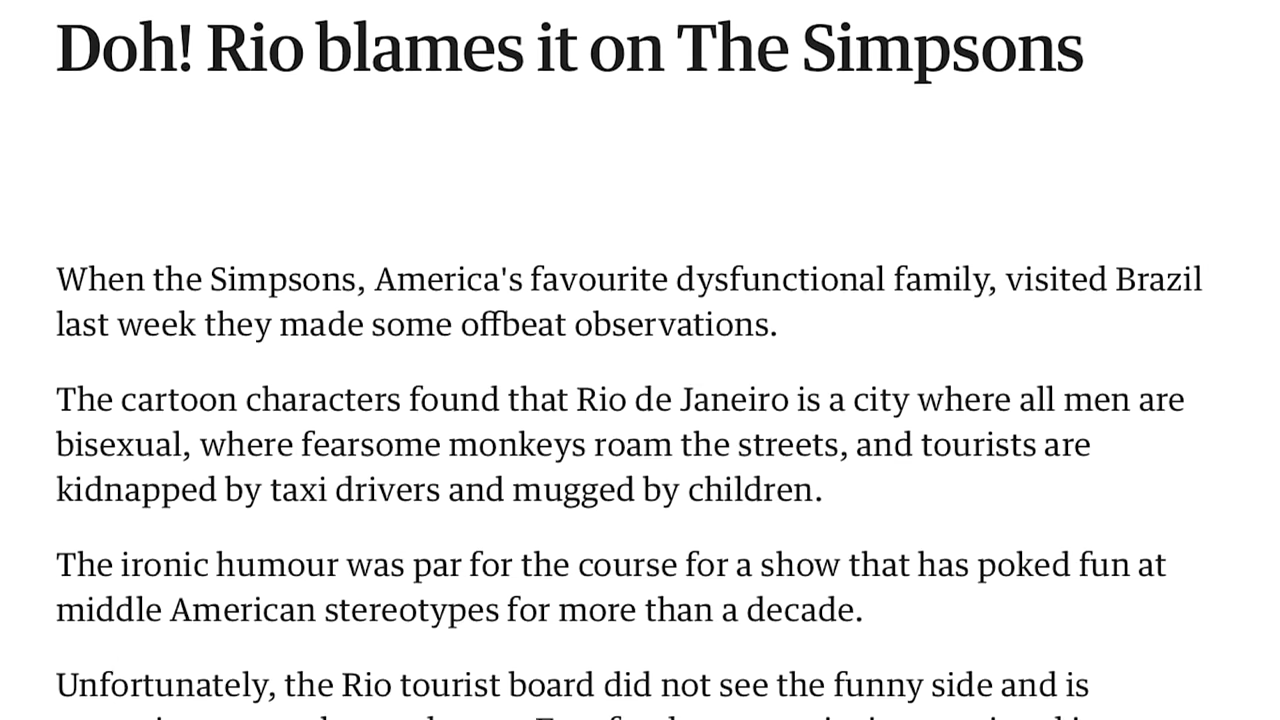 Doh! Rio blames it on The Simpsons
When the Simpsons, America's favourite dysfunctional family, visited Brazil
last week they made some offbeat observations.
The cartoon characters found that Rio de Janeiro is a city where all men are
bisexual, where fearsome monkeys roam the streets, and tourists are
kidnapped by taxi drivers and mugged by children.
The ironic humour was par for the course for a show that has poked fun at
middle American stereotypes for more than a decade.
Unfortunately, the Rio tourist board did not see the funny side and is